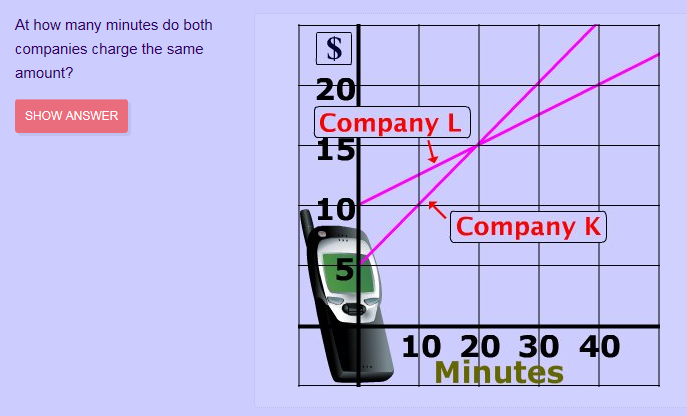 At how many minutes do both
companies charge the same
amount?
SHOW ANSWER
$
20
Company L
15
10
Company K
5
10 20 30 40
Minutes